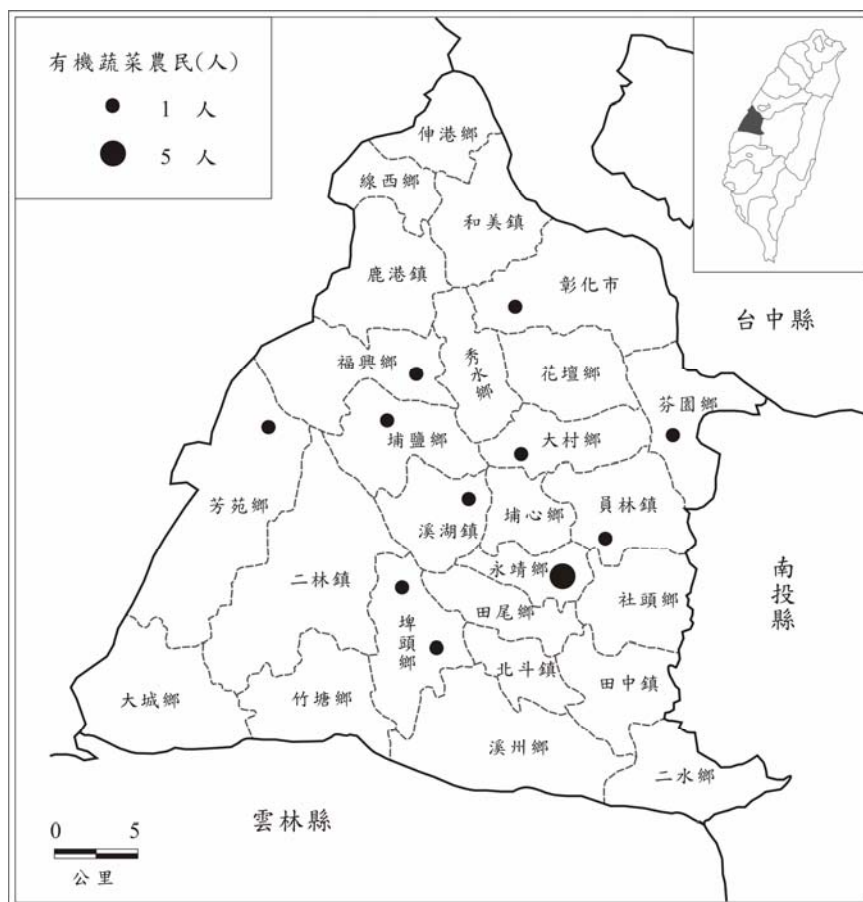 有機蔬菜農民(人)
1 人
5 人
伸港鄉
線西鄉
和美鎮
鹿港鎮
彰化市
台中縣
福興鄉
秀水鄉
花壇鄉
芬園鄉
埔鹽鄉
大村鄉
芳苑鄉
溪湖鎮
埔心鄉
員林鎮
永靖鄉
二林鎮
田尾鄉
社頭鄉
南投縣
埤頭鄉
北斗鎮
田中鎮
大城鄉
竹塘鄉
溪州鄉
二水鄉
雲林縣
0 5
公里